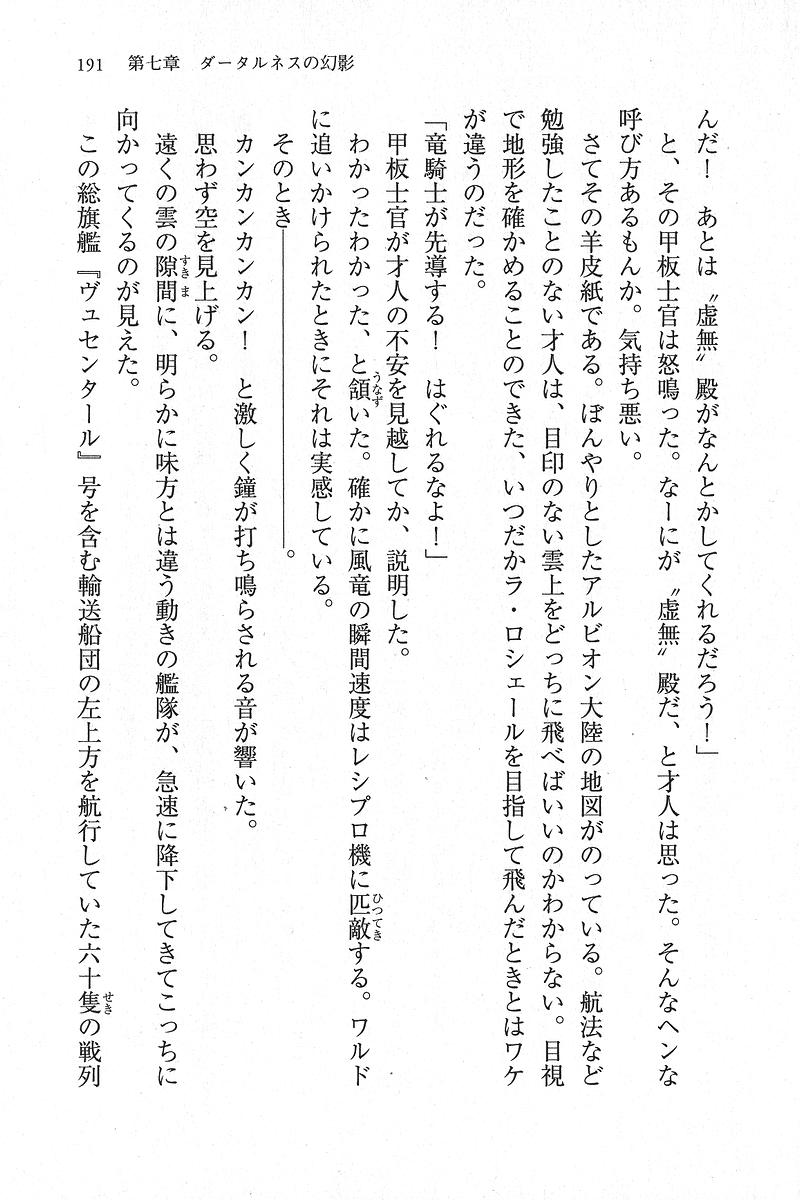 191　第七章　ダータルネスの幻影
んだ！　あとは〝虚無〟殿がなんとかしてくれるだろう！」
　と、その甲板士官は怒鳴った。なーにが〝虚無〟殿だ、と才人は思った。そんなヘンな
呼び方あるもんか。気持ち悪い。
　さてその羊皮紙である。ぼんやりとしたアルビオン大陸の地図がのっている。航法など
勉強したことのない才人は、目印のない雲上をどっちに飛べばいいのかわからない。目視
で地形を確かめることのできた、いつだかラ・ロシェールを目指して飛んだときとはワケ
が違うのだった。
「竜騎士が先導する！　はぐれるなよ！」
　甲板士官が才人の不安を見越してか、説明した。
　わかったわかった、と頷いた。確かに風竜の瞬間速度はレシプロ機に匹敵する。ワルド
に追いかけられたときにそれは実感している。
　そのとき――――――――――。
　カンカンカンカン！　と激しく鐘が打ち鳴らされる音が響いた。
　思わず空を見上げる。
　遠くの雲の隙間に、明らかに味方とは違う動きの艦隊が、急速に降下してきてこっちに
向かってくるのが見えた。
　この総旗艦『ヴュセンタール』号を含む輸送船団の左上方を航行していた六十隻の戦列